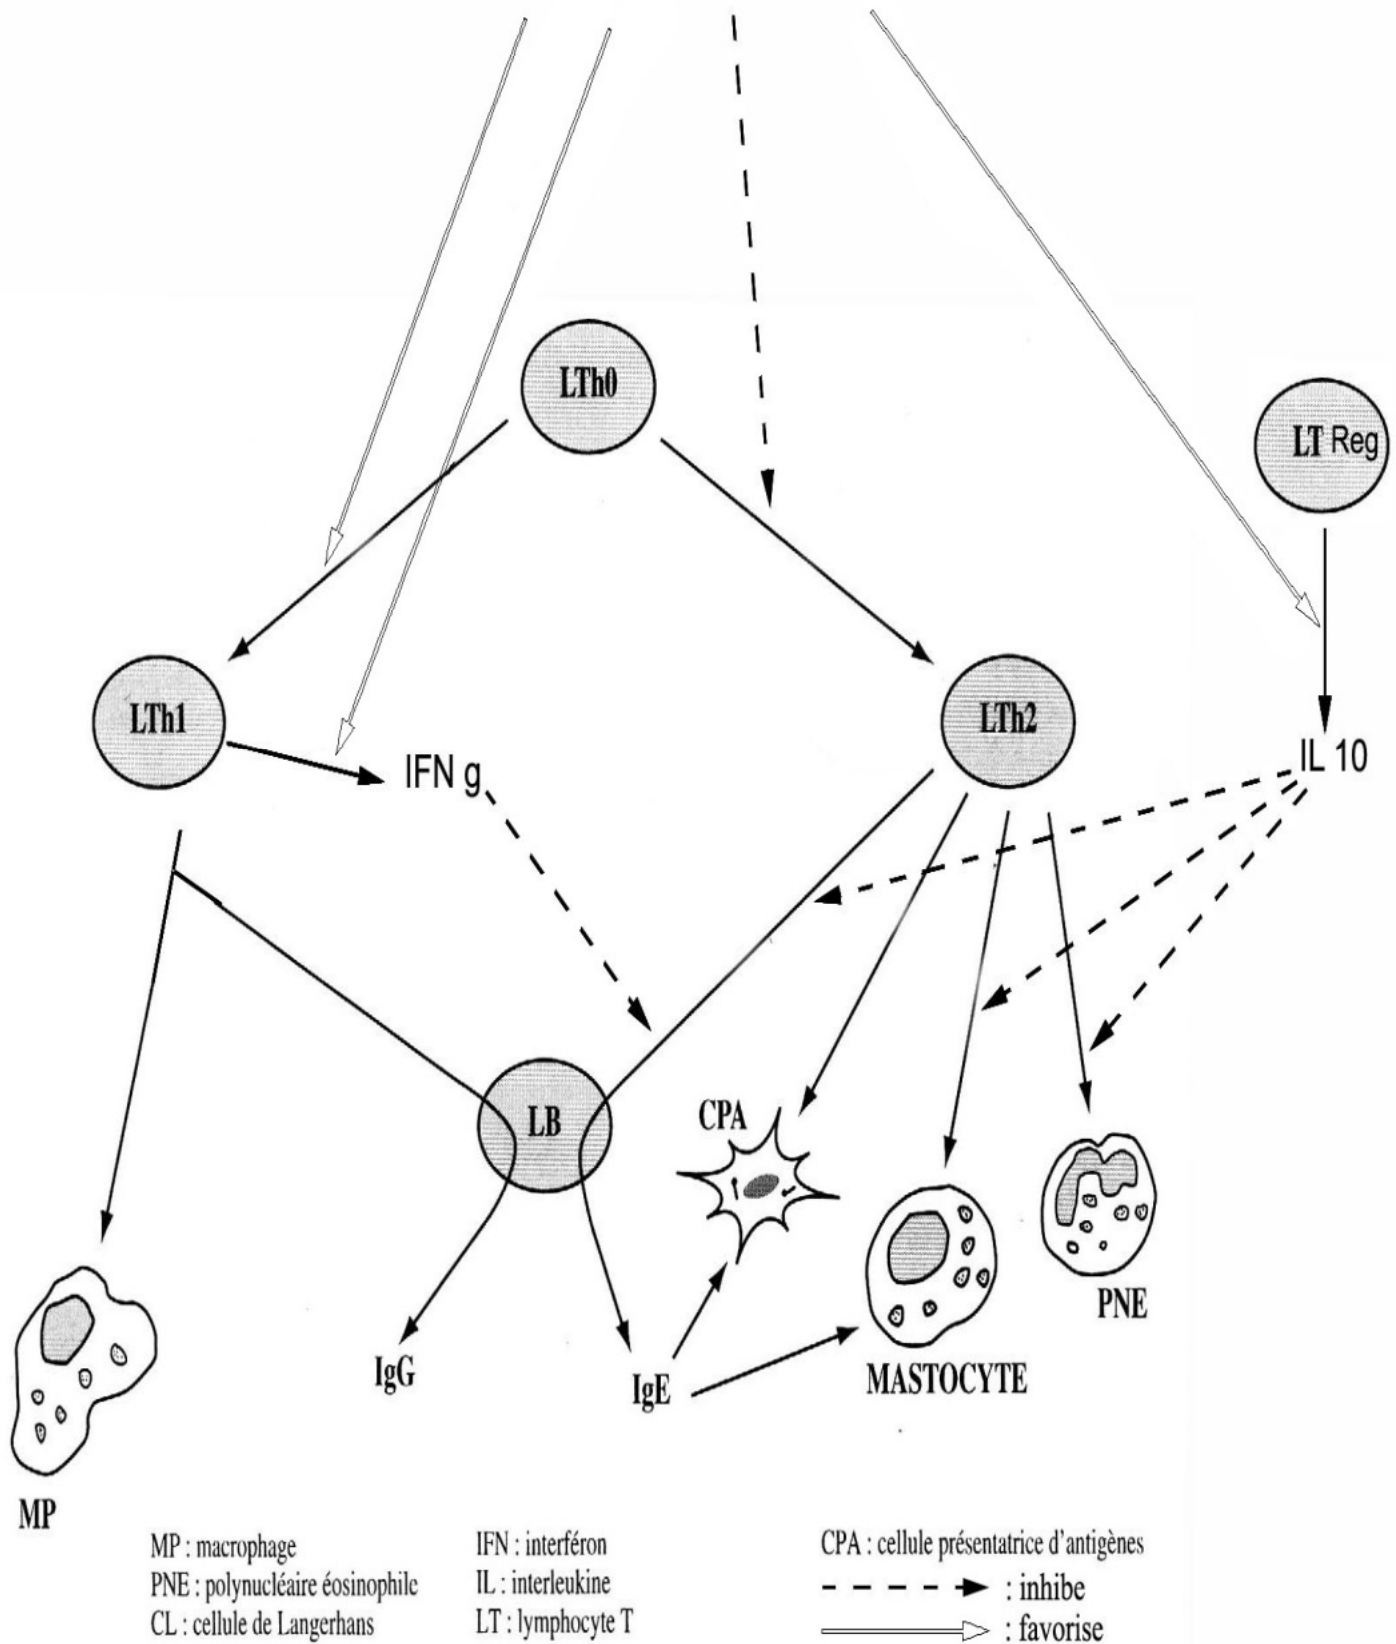 LTh0
LT Reg
LTh1
LTh2
IFN g
IL 10
LB
CPA
PNE
IgG
IgE
MASTOCYTE
MP
MP : macrophage
PNE : polynucléaire éosinophile
CL : cellule de Langerhans
IFN : interféron
IL : interleukine
LT : lymphocyte T
CPA : cellule présentatrice d'antigènes
: inhibe
: favorise